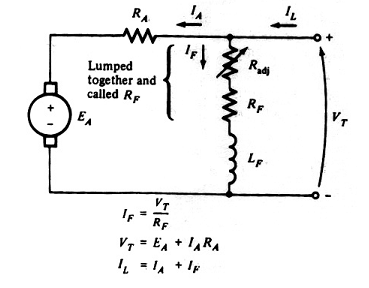 R_A
I_A
I_L
+
I_F
R_adj
Lumped
together and
called R_F
R_F
+
-
E_A
V_T
L_F
-
I_F = V_T / R_F
V_T = E_A + I_A R_A
I_L = I_A + I_F